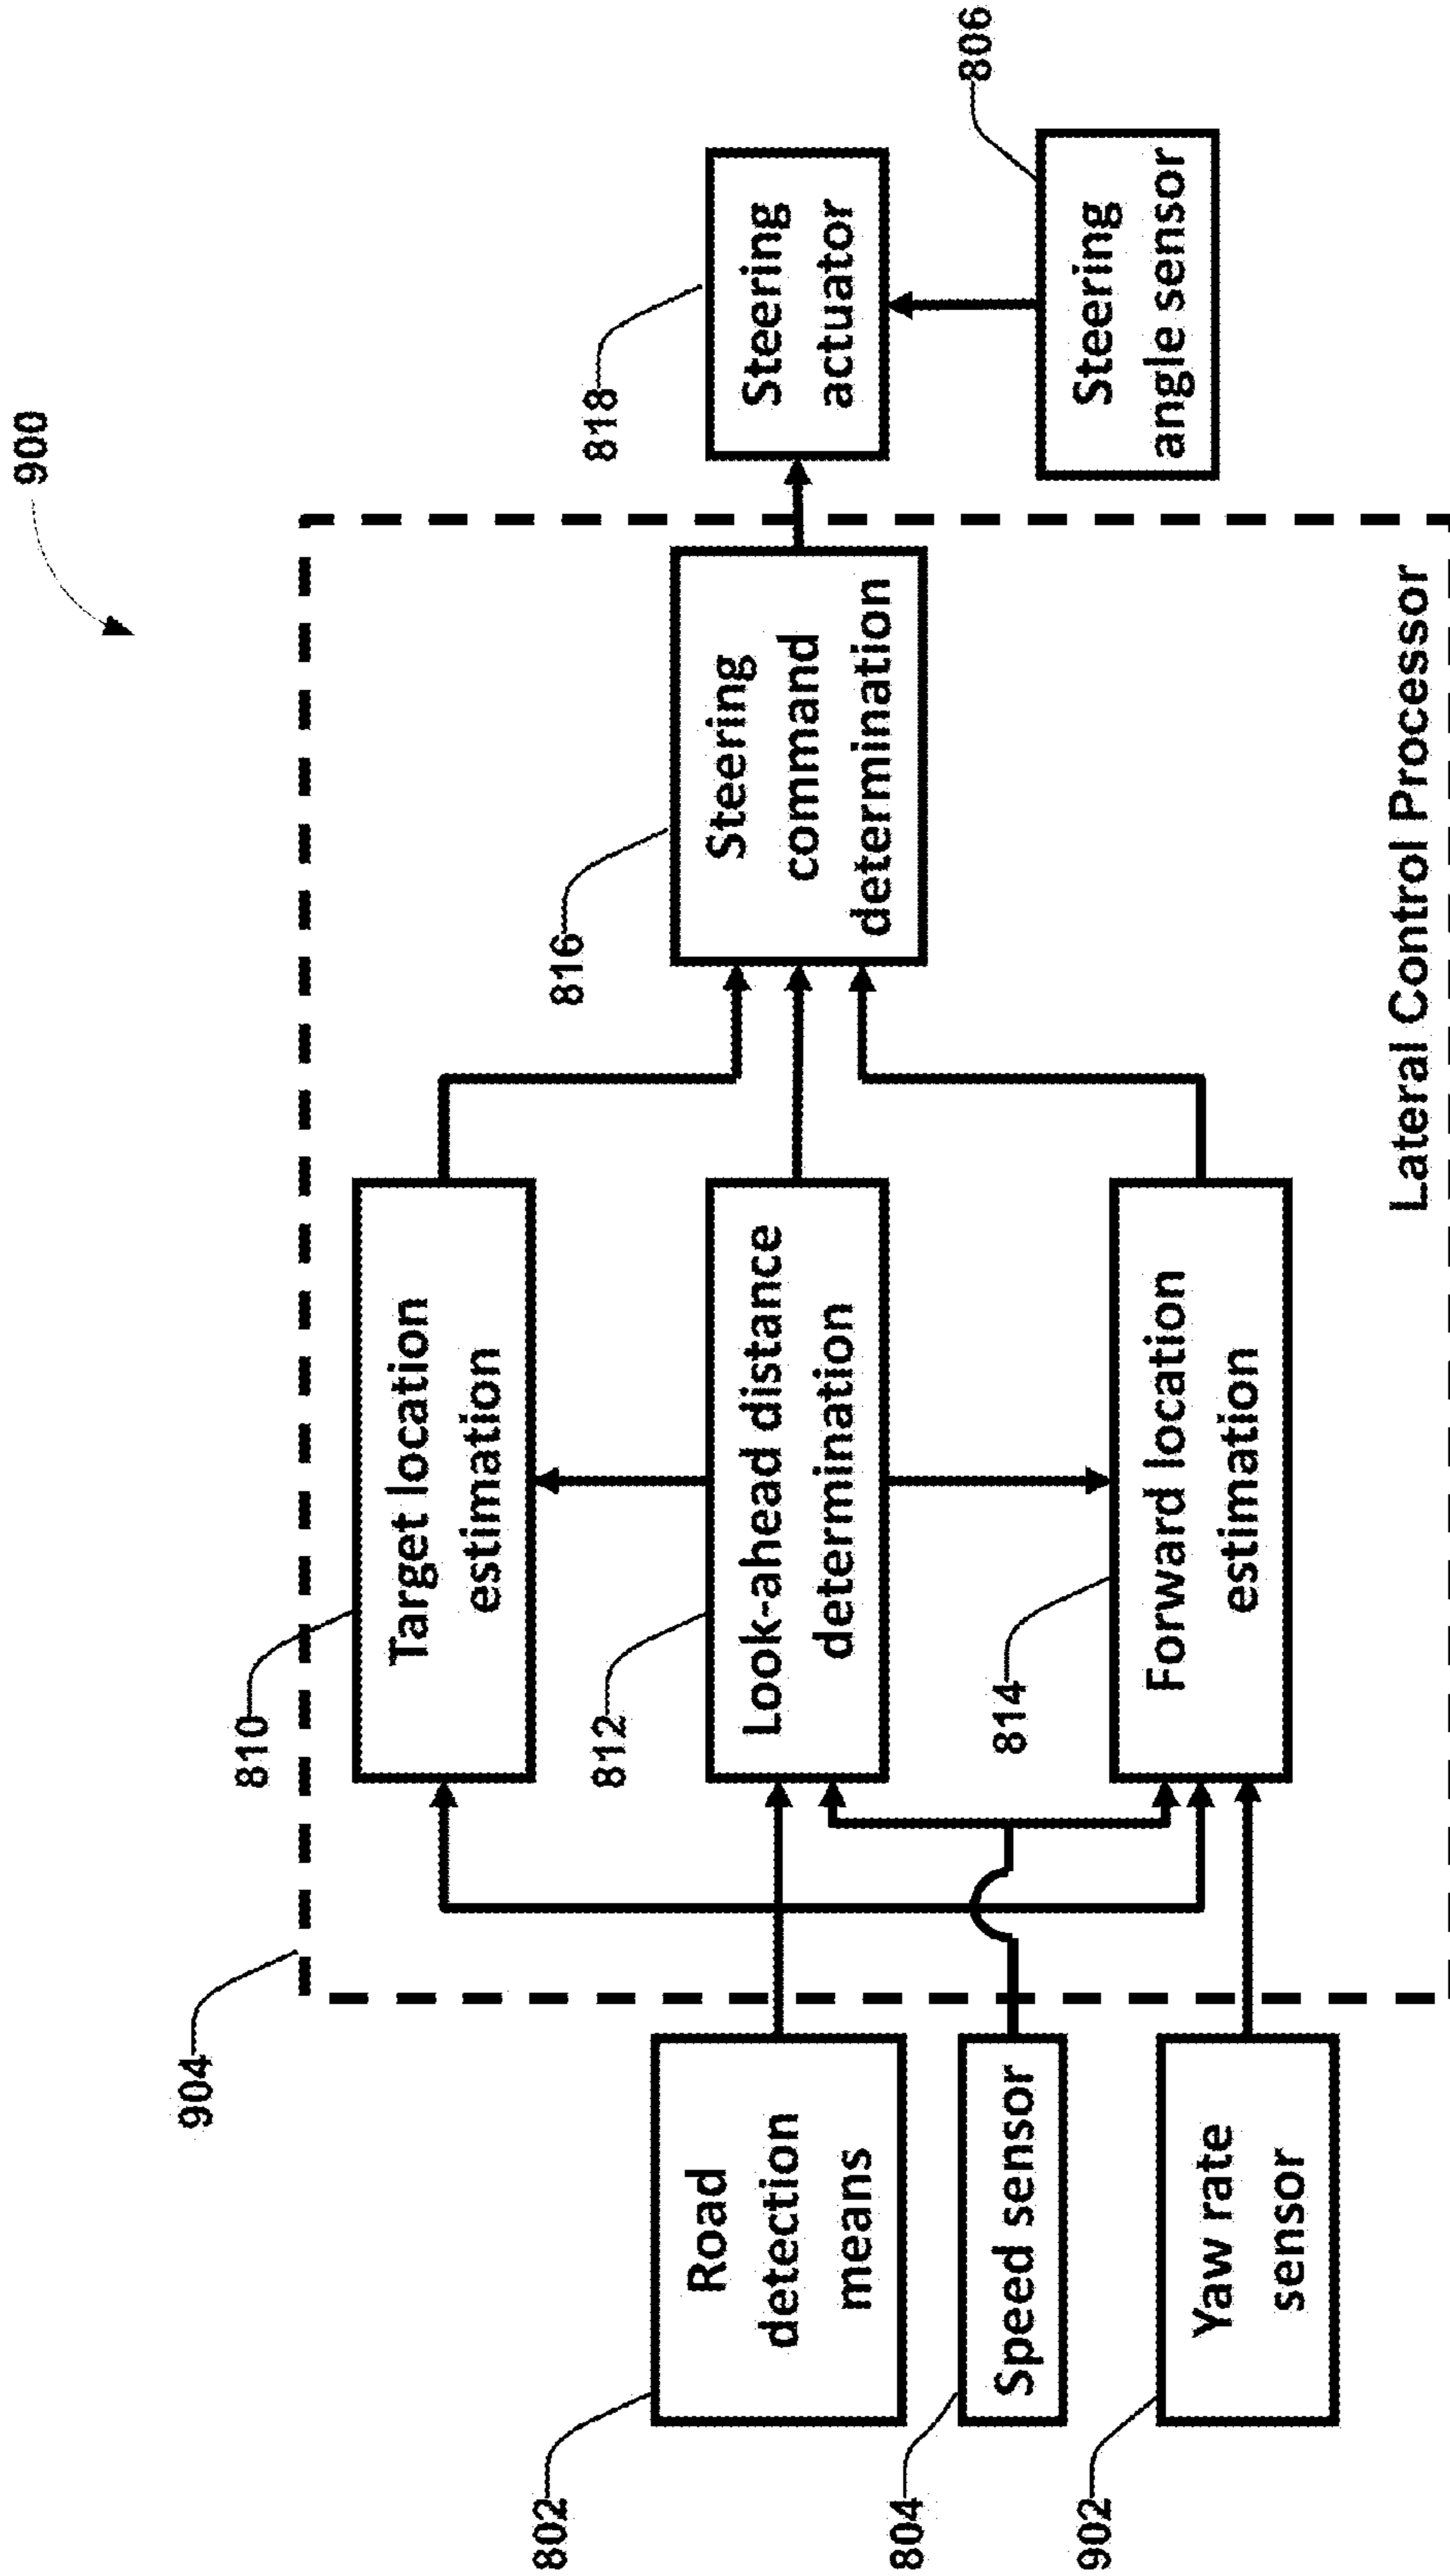 900
904
810
Target location
estimation
802
Road
detection
means
812
Look-ahead distance
determination
816
Steering
command
determination
818
Steering
actuator
804
Speed sensor
902
Yaw rate
sensor
814
Forward location
estimation
806
Steering
angle sensor
Lateral Control Processor